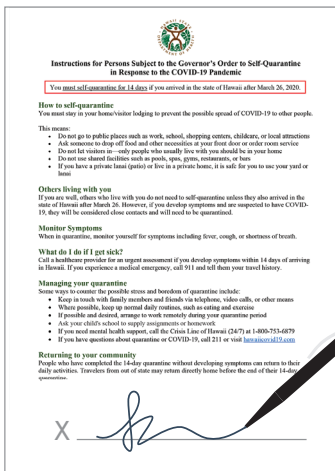 Instructions for Persons Subject to the Governor's Order to Self-Quarantine
in Response to the COVID-19 Pandemic
You must self-quarantine for 14 days if you arrived in the state of Hawaii after March 26, 2020.
How to self-quarantine
You must stay in your home/visitor lodging to prevent the possible spread of COVID-19 to other people.
This means:
• Do not go to public places such as work, school, shopping centers, childcare, or local attractions
• Ask someone to drop off food and other necessities at your front door or order room service
• Do not let visitors in—only people who usually live with you should be in your home
• Do not use shared facilities such as pools, spas, gyms, restaurants, or bars
• If you have a private lanai (patio) or live in a private home, it is safe for you to use your yard or
lanai
Others living with you
If you are well, others who live with you do not need to self-quarantine unless they also arrived in the
state of Hawaii after March 26. However, if you develop symptoms and are suspected to have COVID-
19, they will be considered close contacts and will need to be quarantined.
Monitor Symptoms
When in quarantine, monitor yourself for symptoms including fever, cough, or shortness of breath.
What do I do if I get sick?
Call a healthcare provider for an urgent assessment if you develop symptoms within 14 days of arriving
in Hawaii. If you experience a medical emergency, call 911 and tell them your travel history.
Managing your quarantine
Some ways to counter the possible stress and boredom of quarantine include:
• Keep in touch with family members and friends via telephone, video calls, or other means
• Where possible, keep up normal daily routines, such as eating and exercise
• If possible and desired, arrange to work remotely during your quarantine period
• Ask your child's school to supply assignments or homework
• If you need mental health support, call the Crisis Line of Hawaii (24/7) at 1-800-753-6879
• If you have questions about quarantine or COVID-19, call 211 or visit hawaiicovid19.com
Returning to your community
People who have completed the 14-day quarantine without developing symptoms can return to their
daily activities. Travelers from out of state may return directly home before the end of their 14-day
quarantine.
X